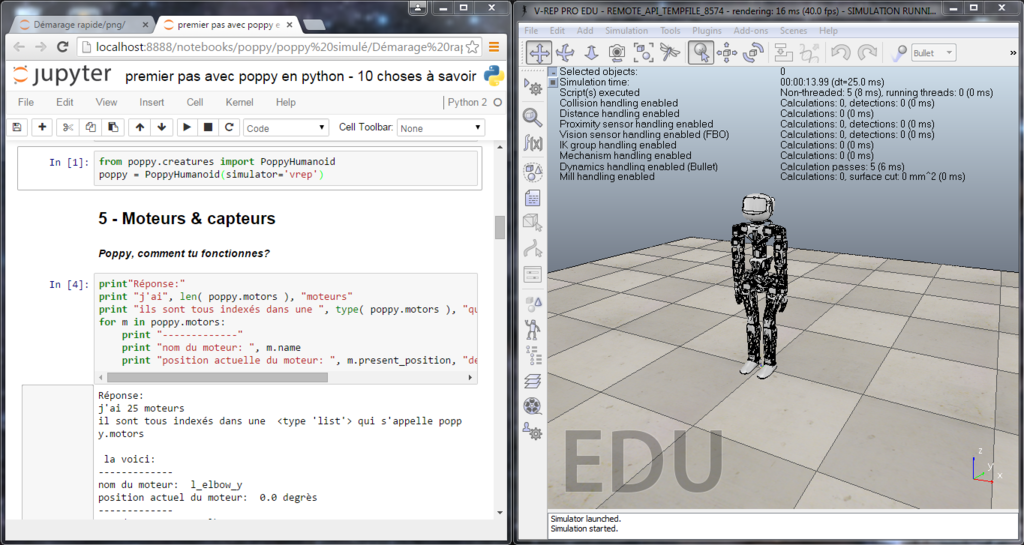 Démarage rapide/png/
premier pas avec poppy e
localhost:8888/notebooks/poppy/poppy%20simulé/Démarage%20ra
jupyter premier pas avec poppy en python - 10 choses à savoir
File Edit View Insert Cell Kernel Help Python 2
Code Cell Toolbar: None
In [1]: from poppy.creatures import PoppyHumanoid
poppy = PoppyHumanoid(simulator='vrep')
5 - Moteurs & capteurs
Poppy, comment tu fonctionnes?
In [4]: print"Réponse:"
print "j'ai", len( poppy.motors ), "moteurs"
print "ils sont tous indexés dans une ", type( poppy.motors ), "qu
for m in poppy.motors:
print "-------------"
print "nom du moteur: ", m.name
print "position actuelle du moteur: ", m.present_position, "de
Réponse:
j'ai 25 moteurs
il sont tous indexés dans une <type 'list'> qui s'appelle popp
y.motors
la voici:
-------------
nom du moteur: l_elbow_y
position actuel du moteur: 0.0 degrès
-------------
V-REP PRO EDU - REMOTE_API_TEMPFILE_8574 - rendering: 16 ms (40.0 fps) - SIMULATION RUNNI...
File Edit Add Simulation Tools Plugins Scenes Help
Bullet
Selected objects: 0
Simulation time: 00:00:13.99 (dt=25.0 ms)
Script(s) executed Non-threaded: 5 (8 ms), running threads: 0 (0 ms)
Collision handling enabled Calculations: 0, detections: 0 (0 ms)
Distance handling enabled Calculations: 0 (0 ms)
Proximity sensor handling enabled Calculations: 0, detections: 0 (0 ms)
Vision sensor handling enabled (FBO) Calculations: 0, detections: 0 (0 ms)
IK group handling enabled Calculations: 0 (0 ms)
Mechanism handling enabled Calculations: 0 (0 ms)
Dynamics handling enabled (Bullet) Calculation passes: 5 (6 ms)
Mill handling enabled Calculations: 0, surface cut: 0 mm^2 (0 ms)
f(x)
EDU
z
y
x
Simulator launched.
Simulation started.